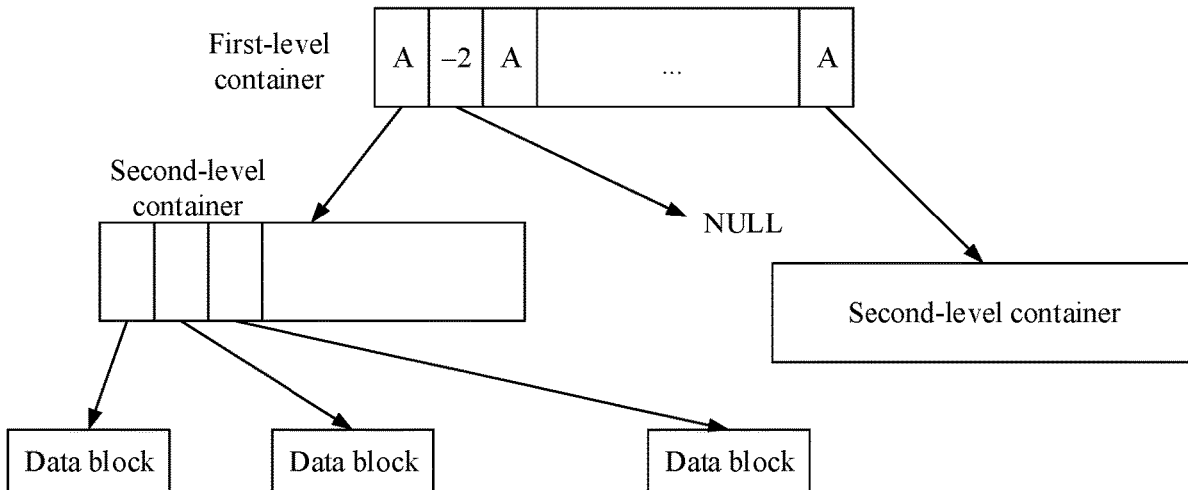 First-level
container
A –2 A ... A
Second-level
container
NULL
Second-level container
Data block Data block Data block